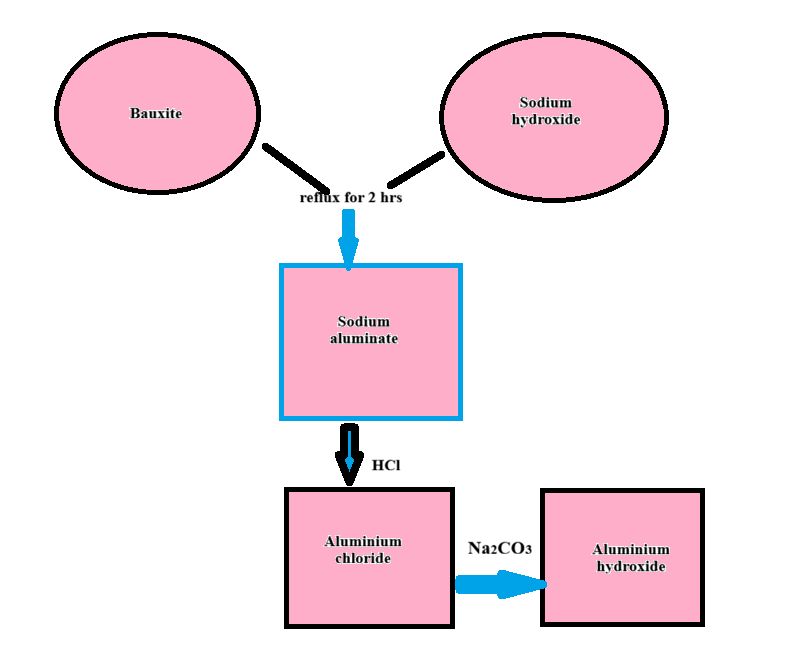 Bauxite
Sodium
hydroxide
reflux for 2 hrs
Sodium
aluminate
HCl
Aluminium
chloride
Na2CO3
Aluminium
hydroxide